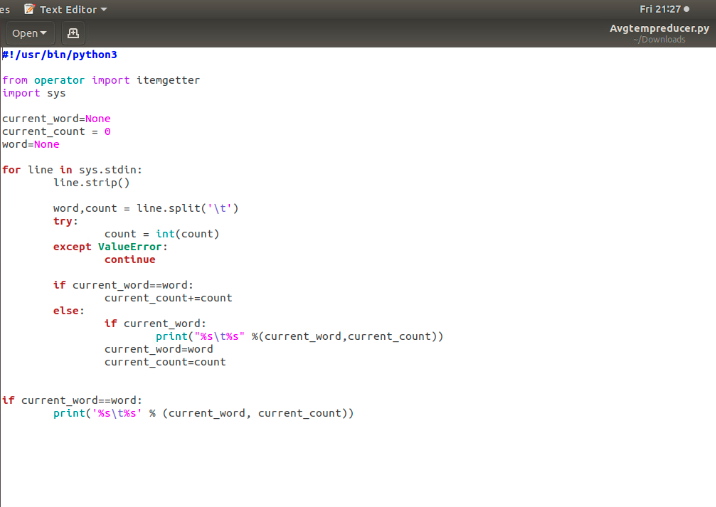 es Text Editor Fri 21:27
Open Avgtempreducer.py
~/Downloads
#!/usr/bin/python3
from operator import itemgetter
import sys
current_word=None
current_count = 0
word=None
for line in sys.stdin:
        line.strip()
        word,count = line.split('\t')
        try:
                count = int(count)
        except ValueError:
                continue
        if current_word==word:
                current_count+=count
        else:
                if current_word:
                        print("%s\t%s" %(current_word,current_count))
                current_word=word
                current_count=count
if current_word==word:
        print('%s\t%s' % (current_word, current_count))